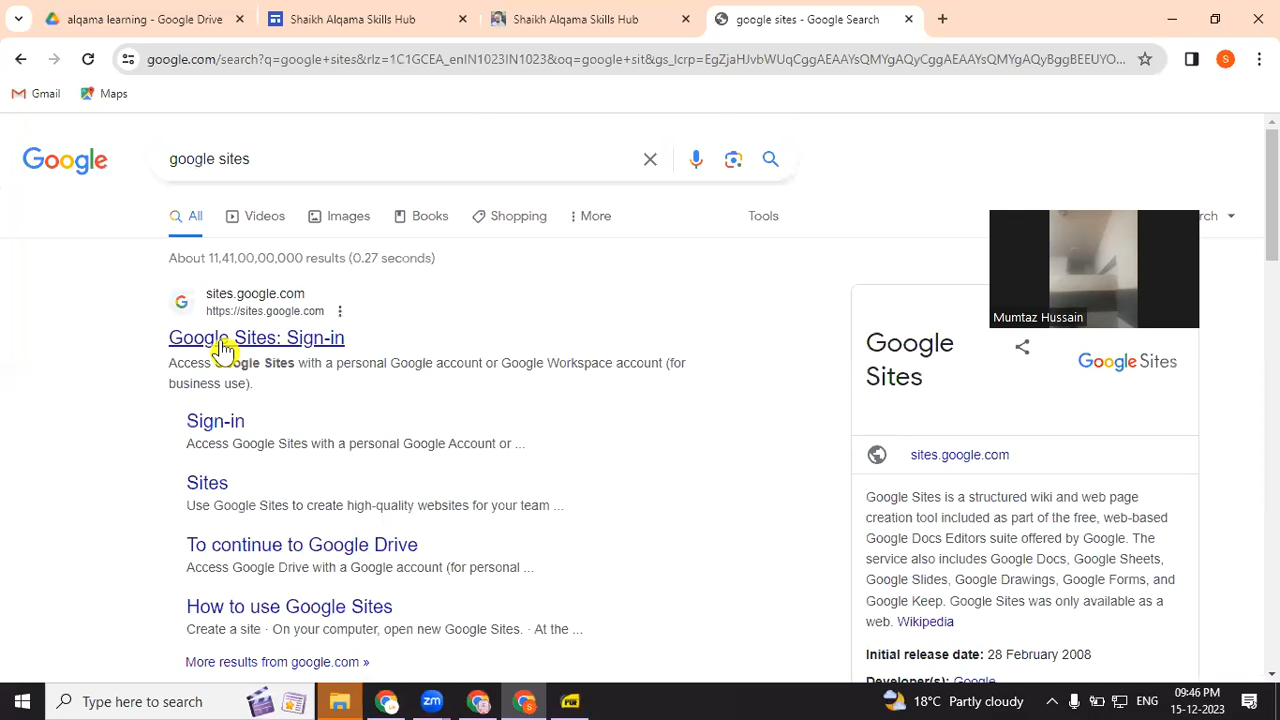 alqama learning - Google Drive
Shaikh Alqama Skills Hub
Shaikh Alqama Skills Hub
google sites - Google Search
google.com/search?q=google+sites&rlz=1C1GCEA_enIN1023IN1023&oq=google+sit&gs_lcrp=EgZjaHJvbWUqCggAEAAYsQMYgAQyCggAEAAYsQMYgAQyBggBEEUYO...
S
Gmail
Maps
Google
google sites
All
Videos
Images
Books
Shopping
More
Tools
rch
About 11,41,00,00,000 results (0.27 seconds)
sites.google.com
https://sites.google.com
Google Sites: Sign-in
Access Google Sites with a personal Google account or Google Workspace account (for
business use).
Sign-in
Access Google Sites with a personal Google Account or ...
Sites
Use Google Sites to create high-quality websites for your team ...
To continue to Google Drive
Access Google Drive with a Google account (for personal ...
How to use Google Sites
Create a site · On your computer, open new Google Sites. · At the ...
More results from google.com »
Mumtaz Hussain
Google
Sites
Google Sites
sites.google.com
Google Sites is a structured wiki and web page
creation tool included as part of the free, web-based
Google Docs Editors suite offered by Google. The
service also includes Google Docs, Google Sheets,
Google Slides, Google Drawings, Google Forms, and
Google Keep. Google Sites was only available as a
web. Wikipedia
Initial release date: 28 February 2008
Developer(s): Google
Type here to search
zm
18°C Partly cloudy
ENG
09:46 PM
15-12-2023